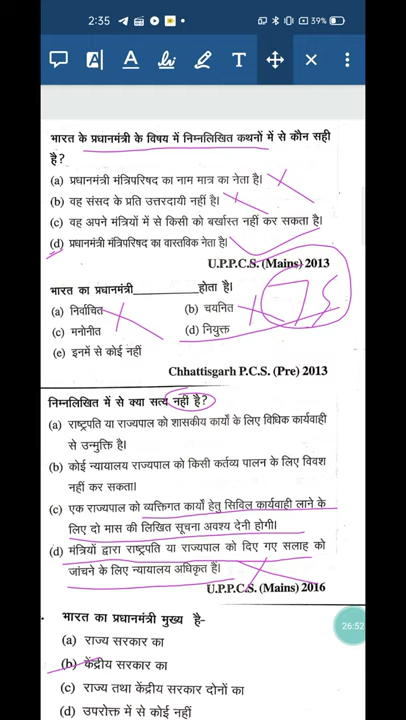 2:35
39%
A
A
T
भारत के प्रधानमंत्री के विषय में निम्नलिखित कथनों में से कौन सही
है?
(a) प्रधानमंत्री मंत्रिपरिषद का नाम मात्र का नेता है।
(b) वह संसद के प्रति उत्तरदायी नहीं है।
(c) वह अपने मंत्रियों में से किसी को बर्खास्त नहीं कर सकता है।
(d) प्रधानमंत्री मंत्रिपरिषद का वास्तविक नेता है।
U.P.P.C.S. (Mains) 2013
भारत का प्रधानमंत्री__________होता है।
(a) निर्वाचित (b) चयनित
75
(c) मनोनीत (d) नियुक्त
(e) इनमें से कोई नहीं
Chhattisgarh P.C.S. (Pre) 2013
निम्नलिखित में से क्या सत्य नहीं है?
(a) राष्ट्रपति या राज्यपाल को शासकीय कार्यो के लिए विधिक कार्यवाही
से उन्मुक्ति है।
(b) कोई न्यायालय राज्यपाल को किसी कर्तव्य पालन के लिए विवश
नहीं कर सकता।
(c) एक राज्यपाल को व्यक्तिगत कार्यो हेतु सिविल कार्यवाही लाने के
लिए दो मास की लिखित सूचना अवश्य देनी होगी।
(d) मंत्रियों द्वारा राष्ट्रपति या राज्यपाल को दिए गए सलाह को
जांचने के लिए न्यायालय अधिकृत हैं।
U.P.P.C.S. (Mains) 2016
भारत का प्रधानमंत्री मुख्य है-
26:52
(a) राज्य सरकार का
(b) केंद्रीय सरकार का
(c) राज्य तथा केंद्रीय सरकार दोनों का
(d) उपरोक्त में से कोई नहीं